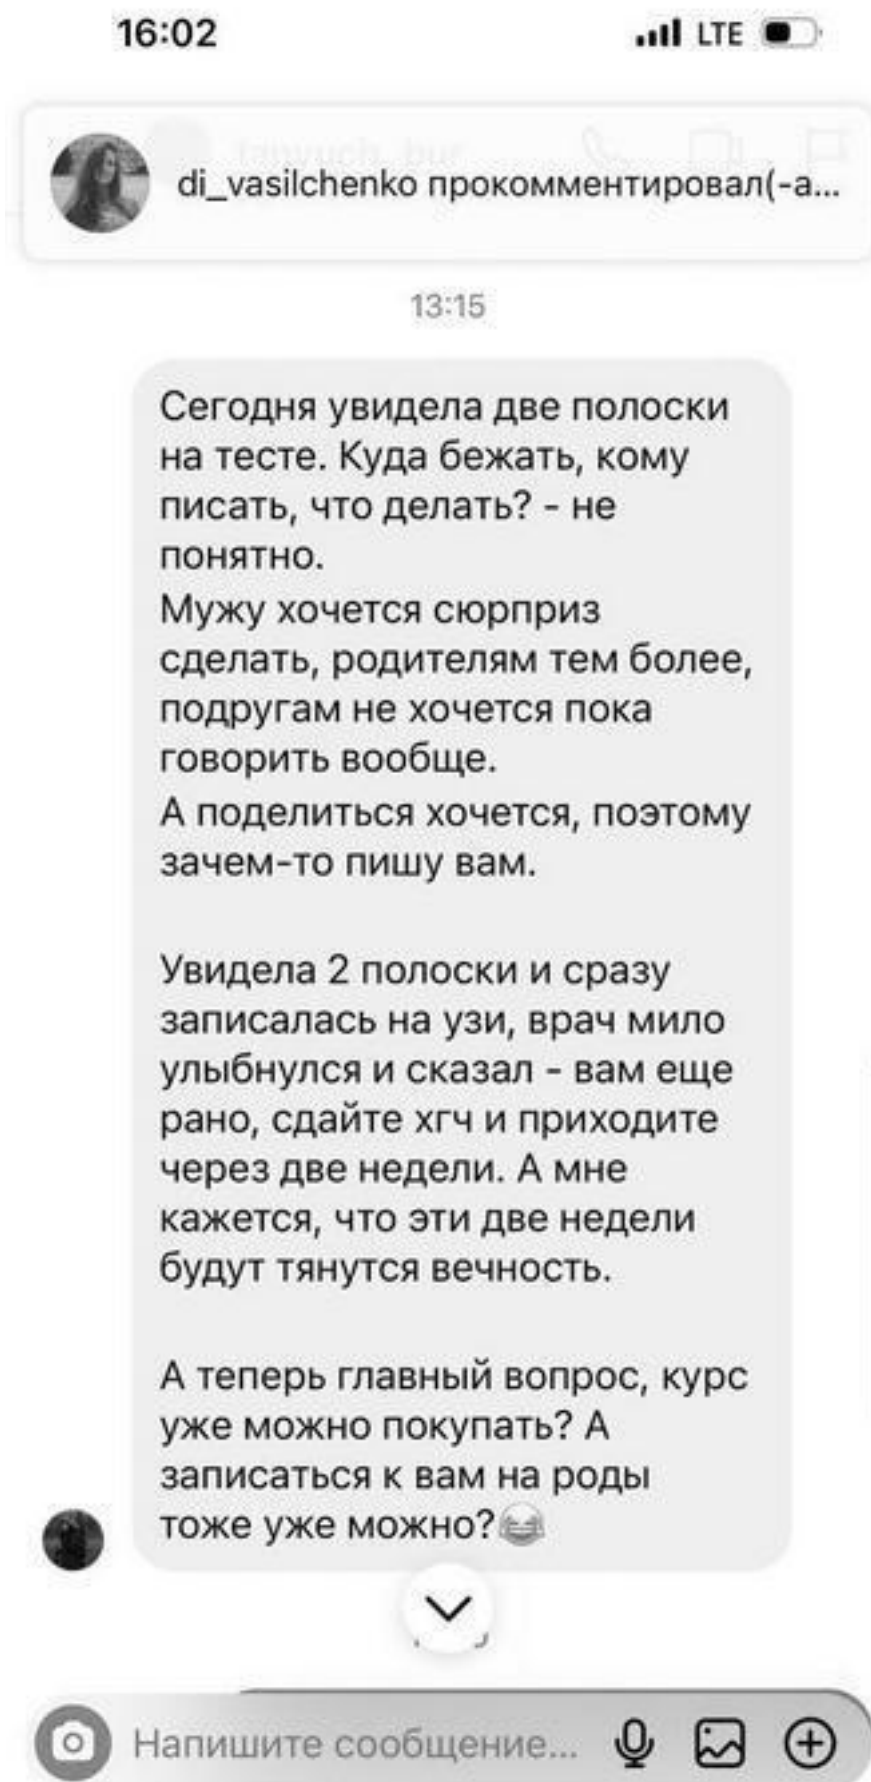 16:02
LTE
di_vasilchenko прокомментировал(-а...
13:15
Сегодня увидела две полоски
на тесте. Куда бежать, кому
писать, что делать? - не
понятно.
Мужу хочется сюрприз
сделать, родителям тем более,
подругам не хочется пока
говорить вообще.
А поделиться хочется, поэтому
зачем-то пишу вам.
Увидела 2 полоски и сразу
записалась на узи, врач мило
улыбнулся и сказал - вам еще
рано, сдайте хгч и приходите
через две недели. А мне
кажется, что эти две недели
будут тянутся вечность.
А теперь главный вопрос, курс
уже можно покупать? А
записаться к вам на роды
тоже уже можно?😂
Напишите сообщение...